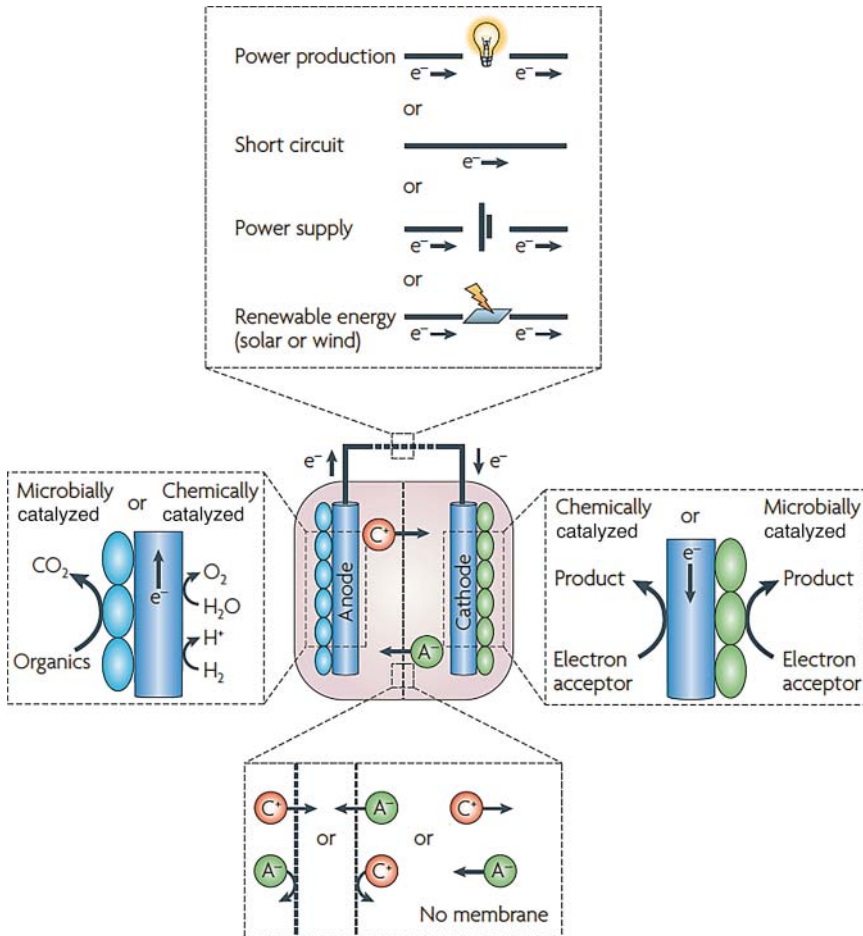 Power production
e⁻ e⁻
or
Short circuit
e⁻
or
Power supply
e⁻ e⁻
or
Renewable energy
(solar or wind)
e⁻ e⁻
e⁻ e⁻
Microbially catalyzed
or
Chemically catalyzed
CO₂
Organics
e⁻
O₂
H₂O
H⁺
H₂
Anode
C⁺
A⁻
Cathode
Chemically catalyzed
or
Microbially catalyzed
e⁻
Product
Electron acceptor
Product
Electron acceptor
C⁺ A⁻ C⁺
or or
A⁻ C⁺ A⁻
No membrane